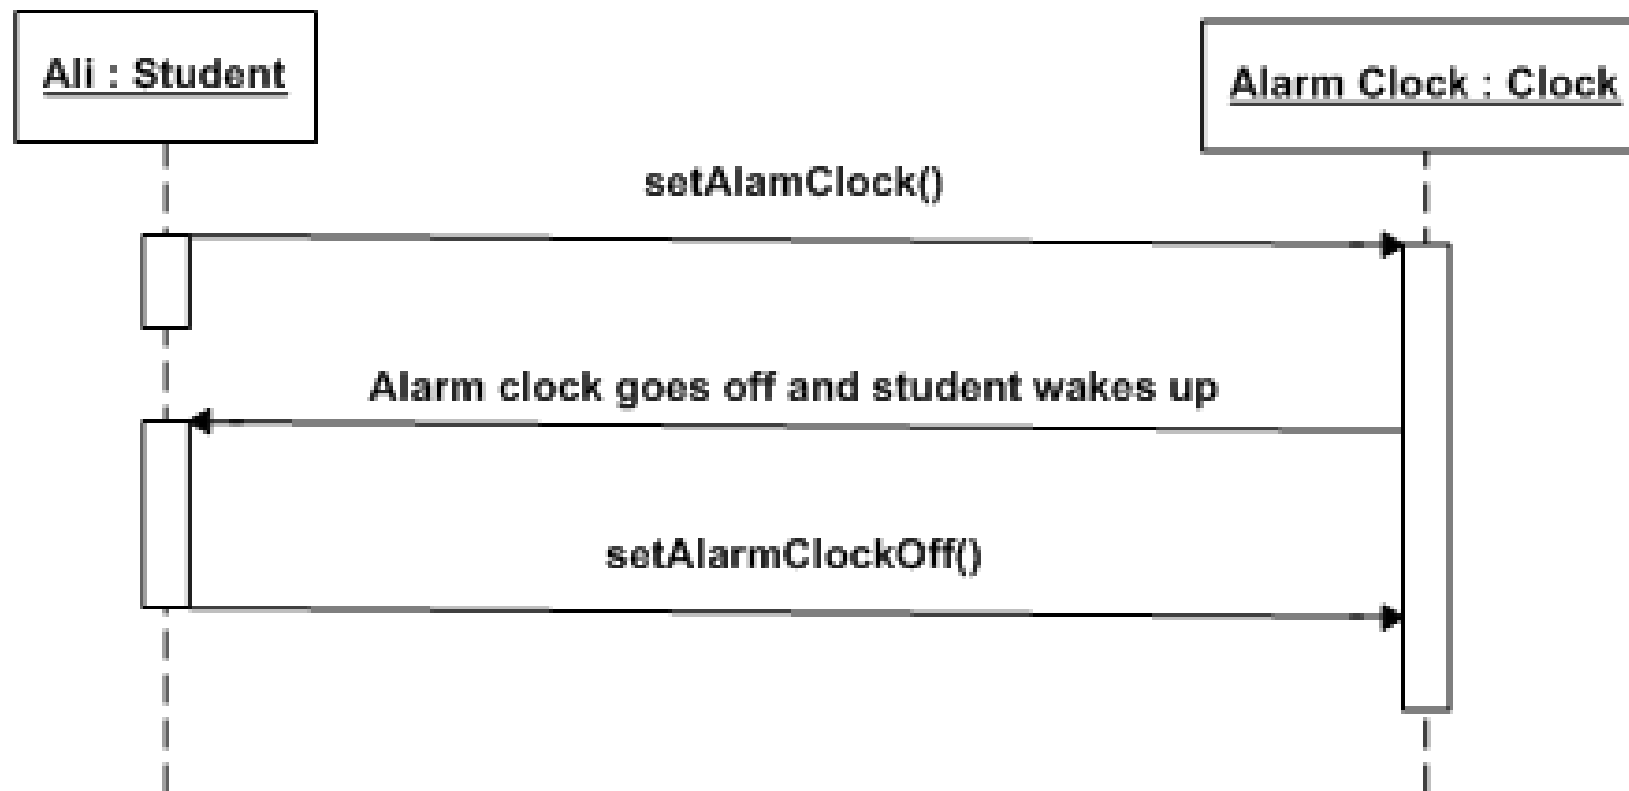 Ali : Student
Alarm Clock : Clock
setAlamClock()
Alarm clock goes off and student wakes up
setAlarmClockOff()